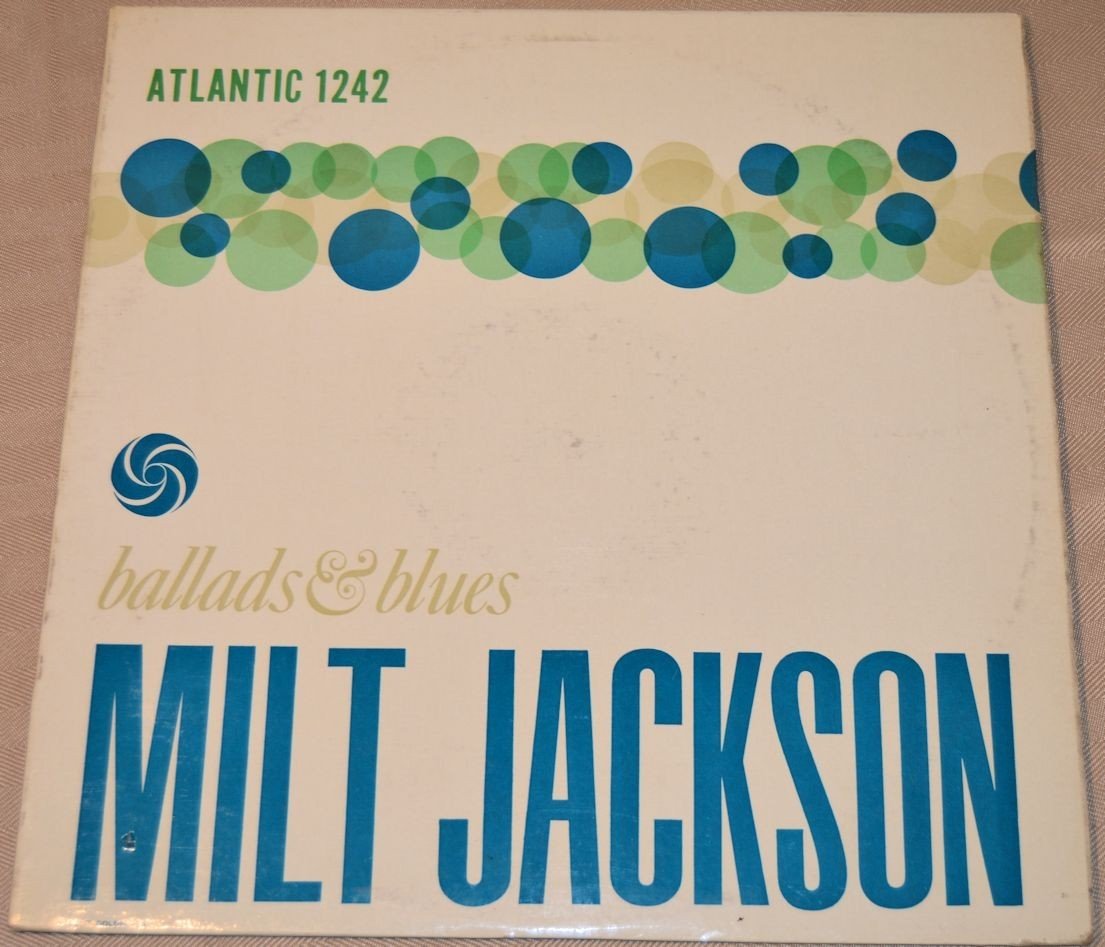 ATLANTIC 1242
ballads & blues
MILT JACKSON